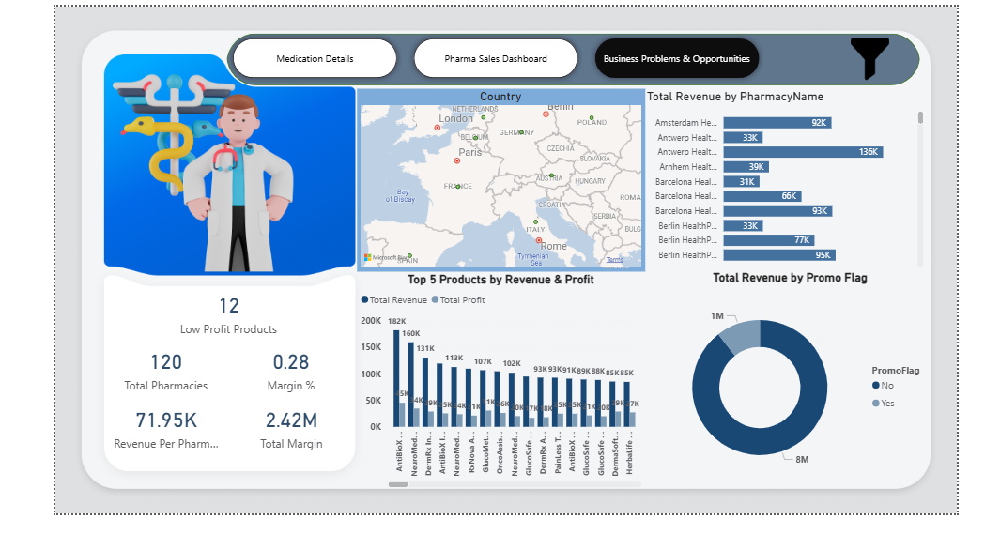 Medication Details
Pharma Sales Dashboard
Business Problems & Opportunities
Country
NETHERLANDS
Berlin
London
POLAND
GERMANY
BELGIUM
CZECHIA
Paris
SLOVAKIA
AUSTRIA
HUNGARY
FRANCE
ROMA
Bay
of Biscay
CROATIA
SERBIA
ITALY
BULG
Rome
Microsoft Bing
SPAIN
Tyrrhenian
Sea
Terms
Total Revenue by PharmacyName
Amsterdam He... 92K
Antwerp Healt... 33K
Antwerp Healt... 136K
Arnhem Healt... 39K
Barcelona Heal... 31K
Barcelona Heal... 66K
Barcelona Heal... 93K
Berlin HealthP... 33K
Berlin HealthP... 77K
Berlin HealthP... 95K
12
Low Profit Products
120
Total Pharmacies
0.28
Margin %
71.95K
Revenue Per Pharm...
2.42M
Total Margin
Top 5 Products by Revenue & Profit
Total Revenue
Total Profit
200K
150K
100K
50K
0K
182K
160K
131K
113K
107K
102K
93K
93K
91K
89K
88K
85K
85K
AntiBioX ...
NeuroMed...
DermRx In...
AntiBioX I...
NeuroMed...
RxNova A...
GlucoMet...
OncoAssis...
NeuroMed...
GlucoSafe ...
DermRx A...
PainLess T...
AntiBioX ...
GlucoSafe ...
GlucoSafe ...
DermaSoft...
HerbaLife ...
Total Revenue by Promo Flag
1M
8M
PromoFlag
No
Yes